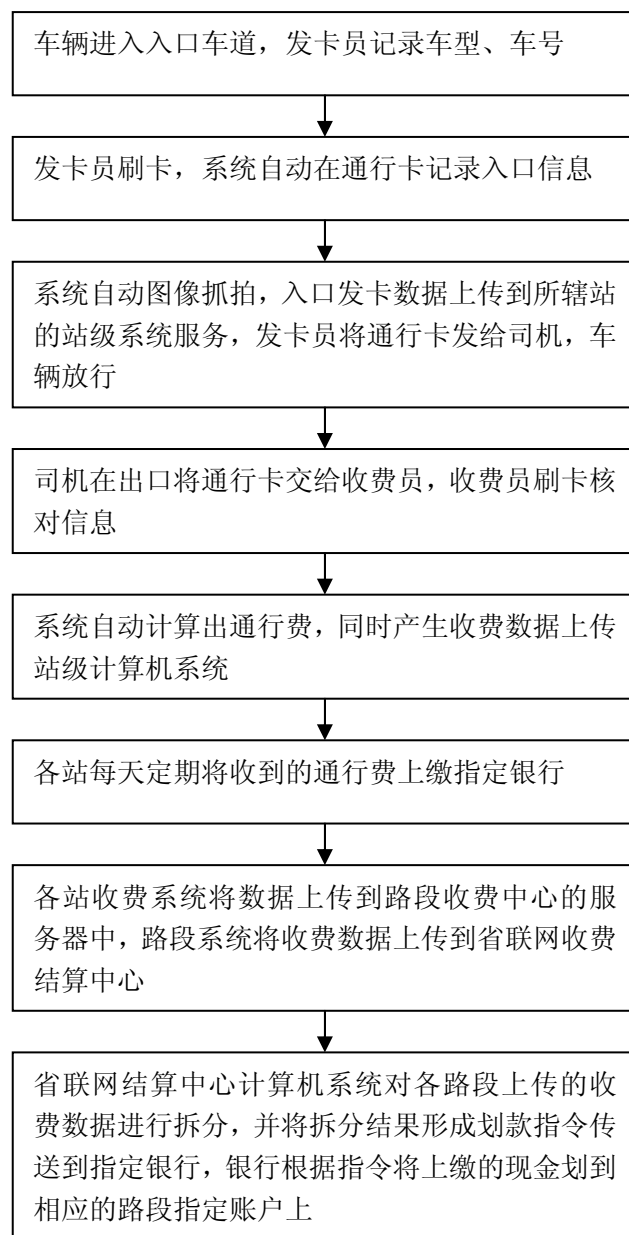 车辆进入入口车道，发卡员记录车型、车号
发卡员刷卡，系统自动在通行卡记录入口信息
系统自动图像抓拍，入口发卡数据上传到所辖站
的站级系统服务，发卡员将通行卡发给司机，车
辆放行
司机在出口将通行卡交给收费员，收费员刷卡核
对信息
系统自动计算出通行费，同时产生收费数据上传
站级计算机系统
各站每天定期将收到的通行费上缴指定银行
各站收费系统将数据上传到路段收费中心的服
务器中，路段系统将收费数据上传到省联网收费
结算中心
省联网结算中心计算机系统对各路段上传的收
费数据进行拆分，并将拆分结果形成划款指令传
送到指定银行，银行根据指令将上缴的现金划到
相应的路段指定账户上